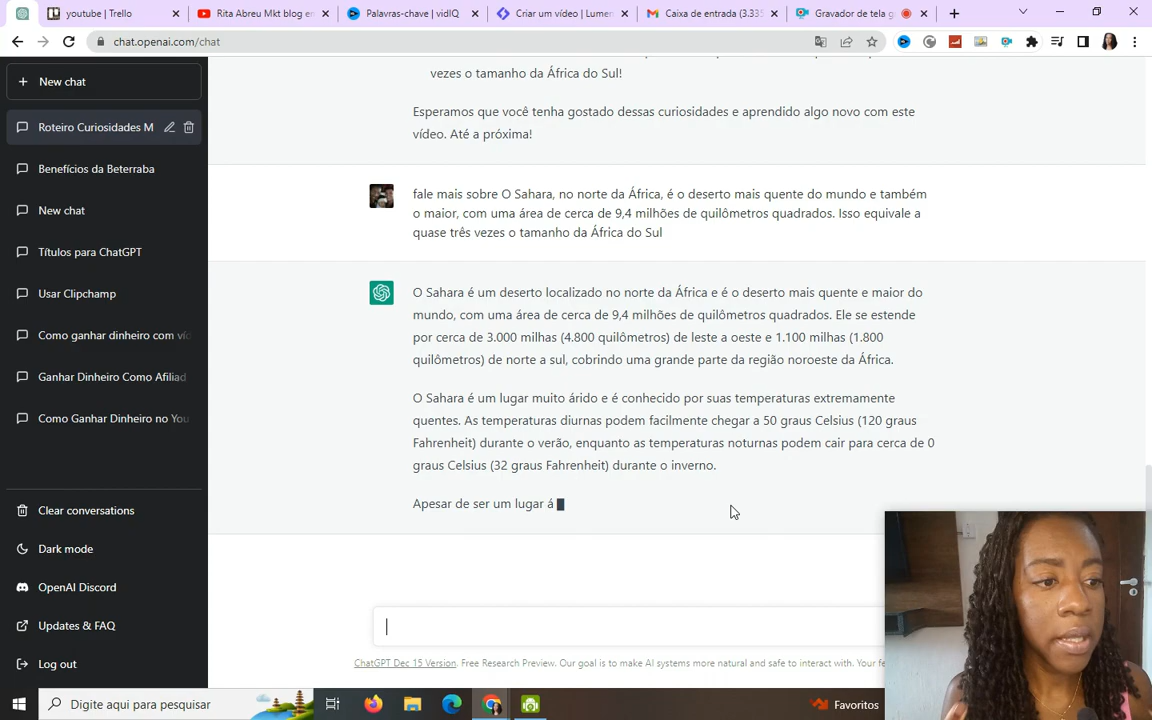 youtube | Trello
Rita Abreu Mkt blog em
Palavras-chave | vidIQ
Criar um vídeo | Lumen
Caixa de entrada (3.335
Gravador de tela g
chat.openai.com/chat
New chat
Roteiro Curiosidades M
Benefícios da Beterraba
New chat
Títulos para ChatGPT
Usar Clipchamp
Como ganhar dinheiro com víd
Ganhar Dinheiro Como Afiliad
Como Ganhar Dinheiro no You
Clear conversations
Dark mode
OpenAI Discord
Updates & FAQ
Log out
vezes o tamanho da África do Sul!
Esperamos que você tenha gostado dessas curiosidades e aprendido algo novo com este
vídeo. Até a próxima!
fale mais sobre O Sahara, no norte da África, é o deserto mais quente do mundo e também
o maior, com uma área de cerca de 9,4 milhões de quilômetros quadrados. Isso equivale a
quase três vezes o tamanho da África do Sul
O Sahara é um deserto localizado no norte da África e é o deserto mais quente e maior do
mundo, com uma área de cerca de 9,4 milhões de quilômetros quadrados. Ele se estende
por cerca de 3.000 milhas (4.800 quilômetros) de leste a oeste e 1.100 milhas (1.800
quilômetros) de norte a sul, cobrindo uma grande parte da região noroeste da África.
O Sahara é um lugar muito árido e é conhecido por suas temperaturas extremamente
quentes. As temperaturas diurnas podem facilmente chegar a 50 graus Celsius (120 graus
Fahrenheit) durante o verão, enquanto as temperaturas noturnas podem cair para cerca de 0
graus Celsius (32 graus Fahrenheit) durante o inverno.
Apesar de ser um lugar á
ChatGPT Dec 15 Version. Free Research Preview. Our goal is to make AI systems more natural and safe to interact with. Your fe
Digite aqui para pesquisar
Favoritos